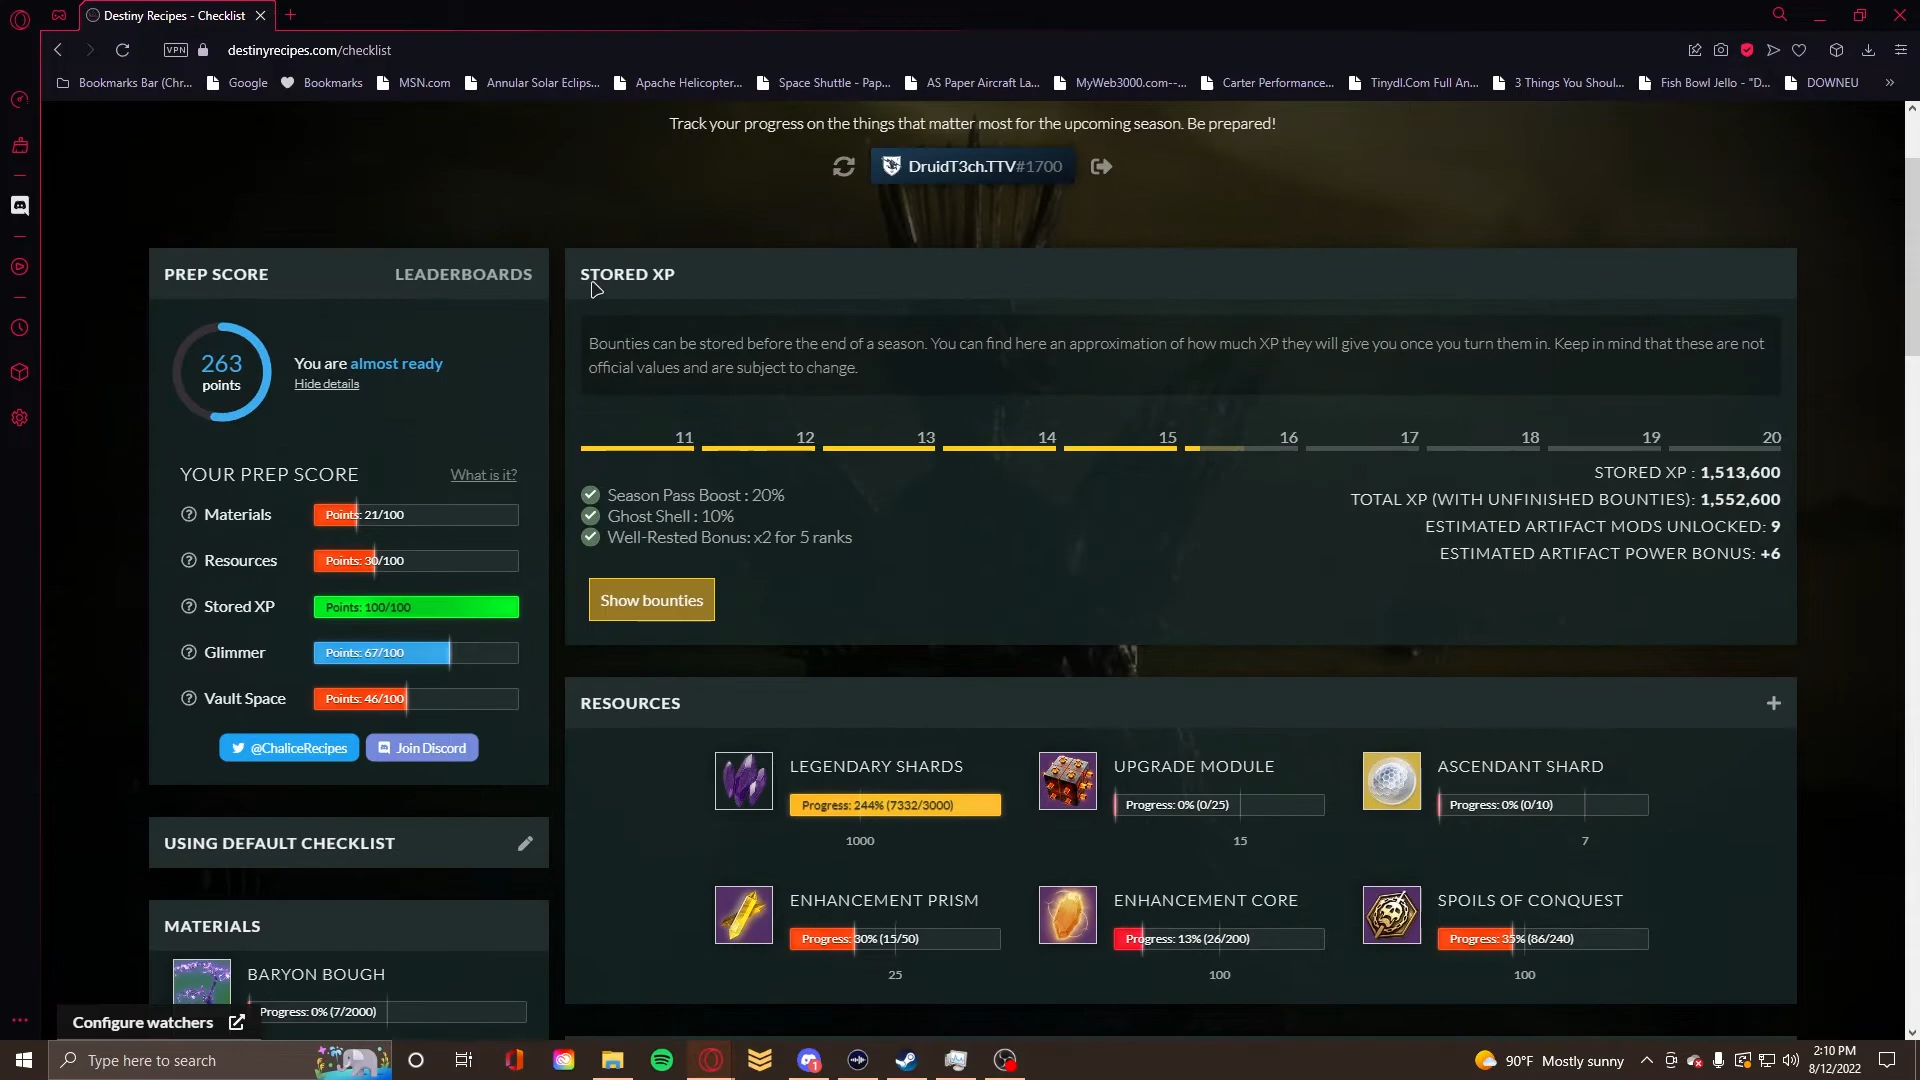 Destiny Recipes - Checklist
VPN destinyrecipes.com/checklist
Bookmarks Bar (Chr... Google Bookmarks MSN.com Annular Solar Eclips... Apache Helicopter... Space Shuttle - Pap... AS Paper Aircraft La... MyWeb3000.com--... Carter Performance... Tinydl.Com Full An... 3 Things You Shoul... Fish Bowl Jello - "D... DOWNEU »
Track your progress on the things that matter most for the upcoming season. Be prepared!
DruidT3ch.TTV#1700
PREP SCORE LEADERBOARDS
263
points
You are almost ready
Hide details
YOUR PREP SCORE What is it?
Materials Points: 21/100
Resources Points: 30/100
Stored XP Points: 100/100
Glimmer Points: 67/100
Vault Space Points: 46/100
@ChaliceRecipes Join Discord
USING DEFAULT CHECKLIST
MATERIALS
BARYON BOUGH
Progress: 0% (7/2000)
Configure watchers
STORED XP
Bounties can be stored before the end of a season. You can find here an approximation of how much XP they will give you once you turn them in. Keep in mind that these are not
official values and are subject to change.
11 12 13 14 15 16 17 18 19 20
Season Pass Boost : 20%
Ghost Shell : 10%
Well-Rested Bonus: x2 for 5 ranks
STORED XP : 1,513,600
TOTAL XP (WITH UNFINISHED BOUNTIES): 1,552,600
ESTIMATED ARTIFACT MODS UNLOCKED: 9
ESTIMATED ARTIFACT POWER BONUS: +6
Show bounties
RESOURCES +
LEGENDARY SHARDS
Progress: 244% (7332/3000)
1000
UPGRADE MODULE
Progress: 0% (0/25)
15
ASCENDANT SHARD
Progress: 0% (0/10)
7
ENHANCEMENT PRISM
Progress: 30% (15/50)
25
ENHANCEMENT CORE
Progress: 13% (26/200)
100
SPOILS OF CONQUEST
Progress: 35% (86/240)
100
Type here to search
90°F Mostly sunny
2:10 PM
8/12/2022